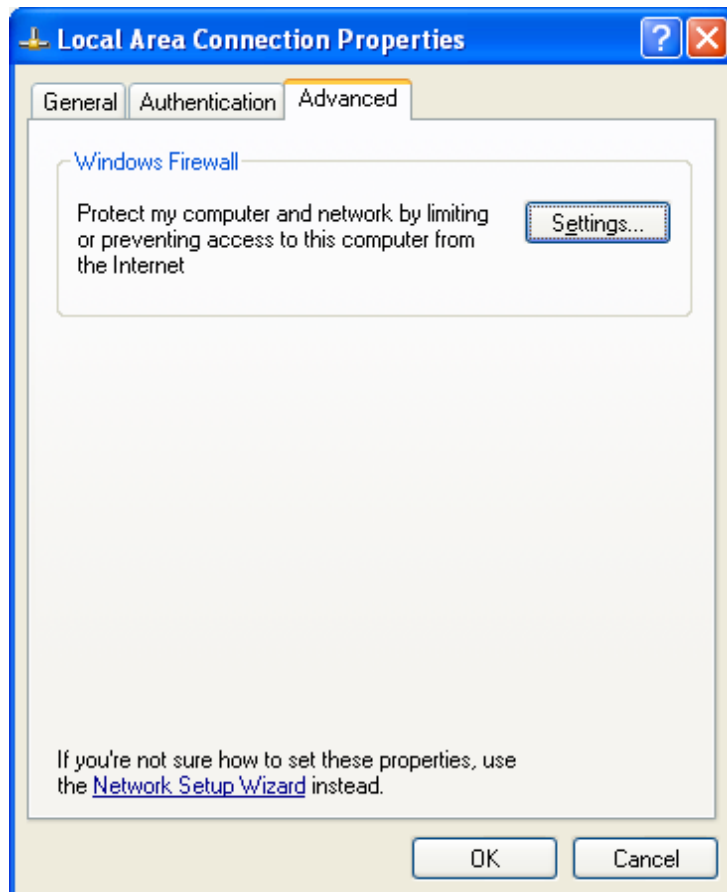 Local Area Connection Properties
General Authentication Advanced
Windows Firewall
Protect my computer and network by limiting
or preventing access to this computer from
the Internet
Settings...
If you're not sure how to set these properties, use
the Network Setup Wizard instead.
OK Cancel